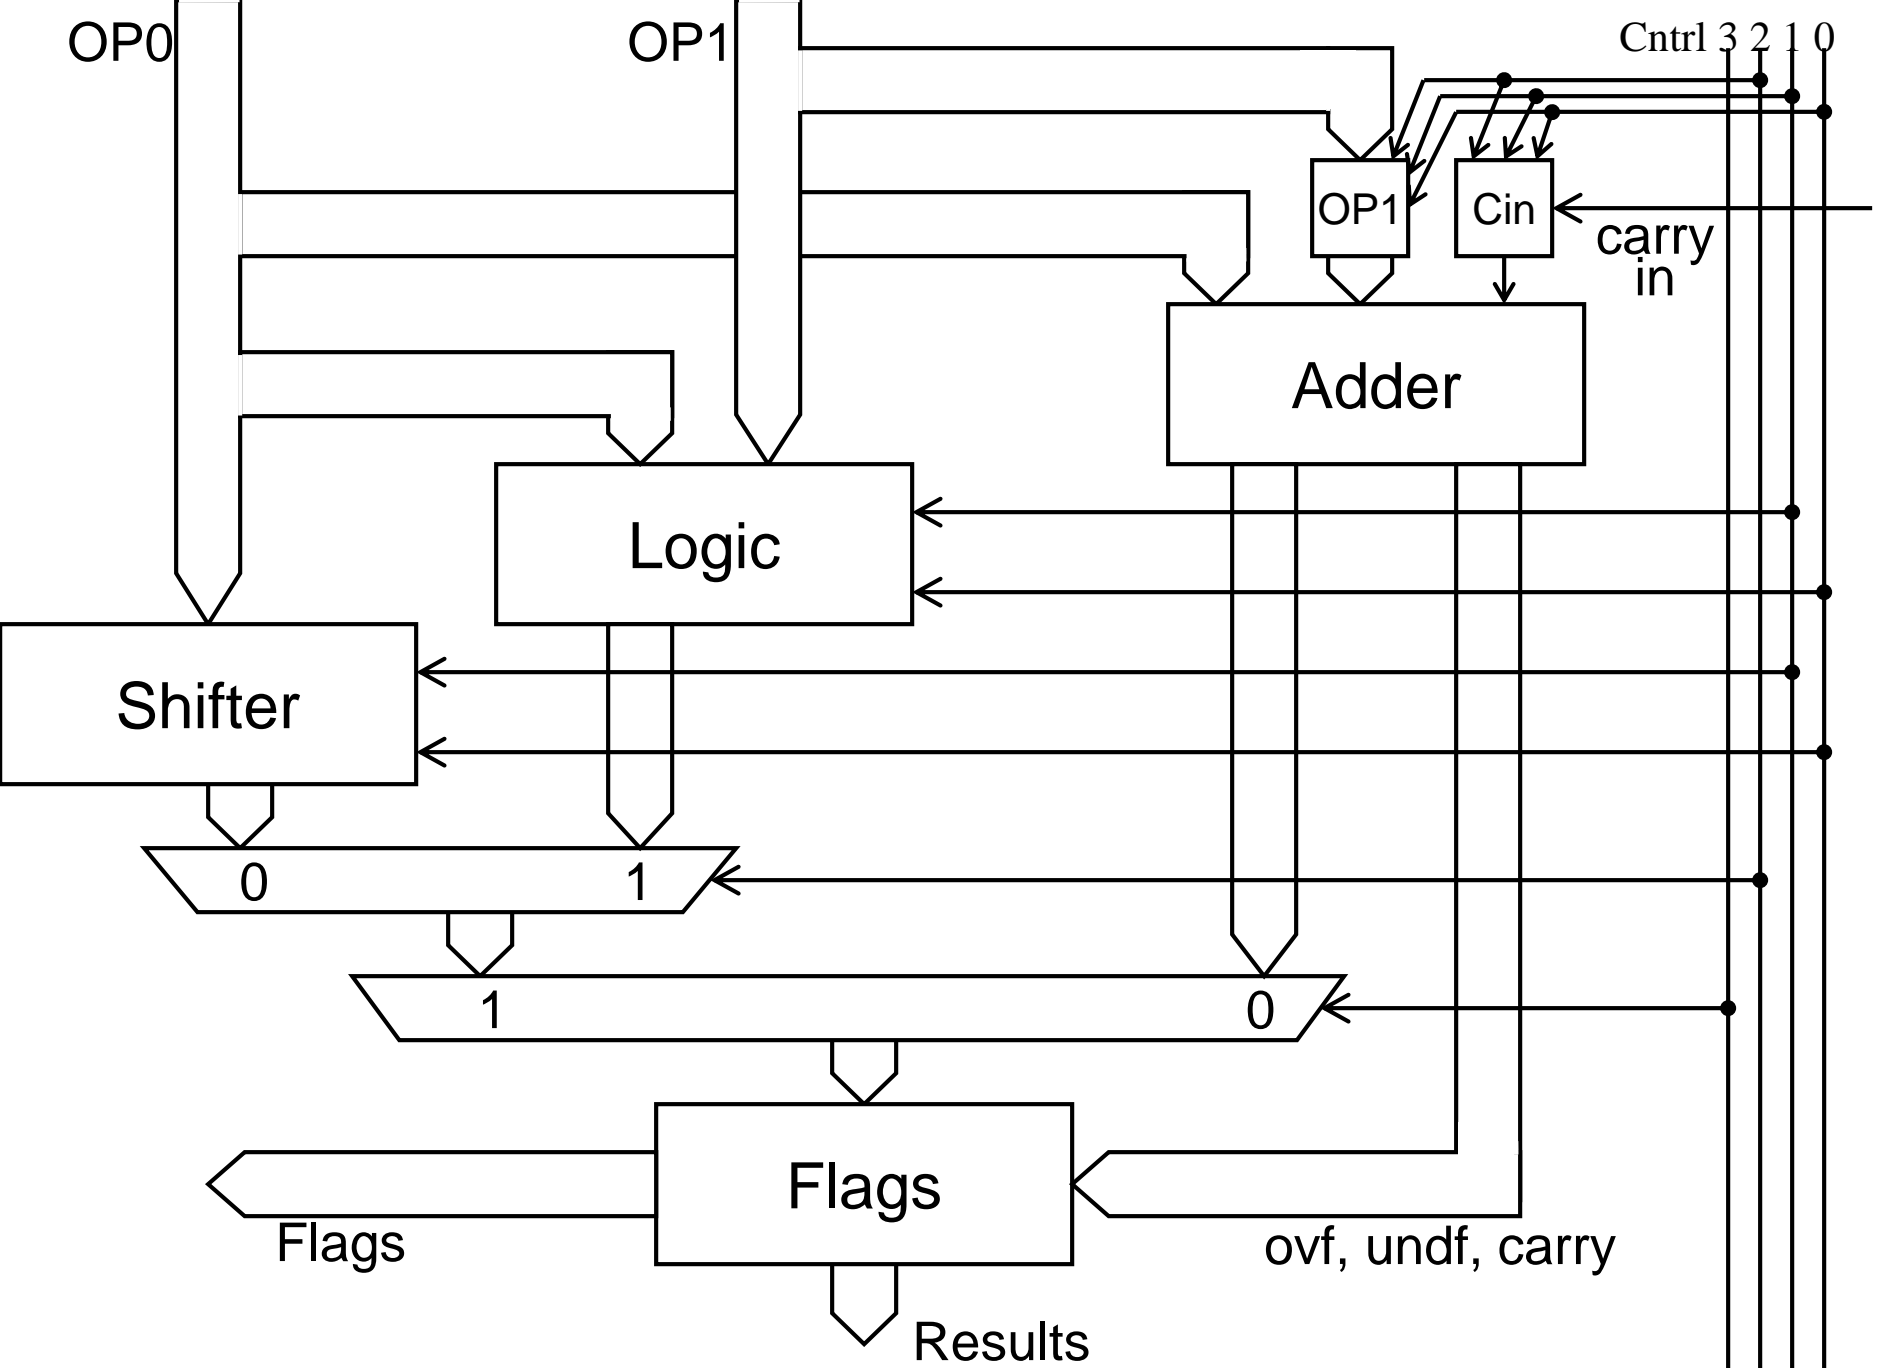 OP0
OP1
Cntrl 3 2 1 0
OP1
Cin
carry
in
Adder
Logic
Shifter
0
1
1
0
Flags
Flags
ovf, undf, carry
Results